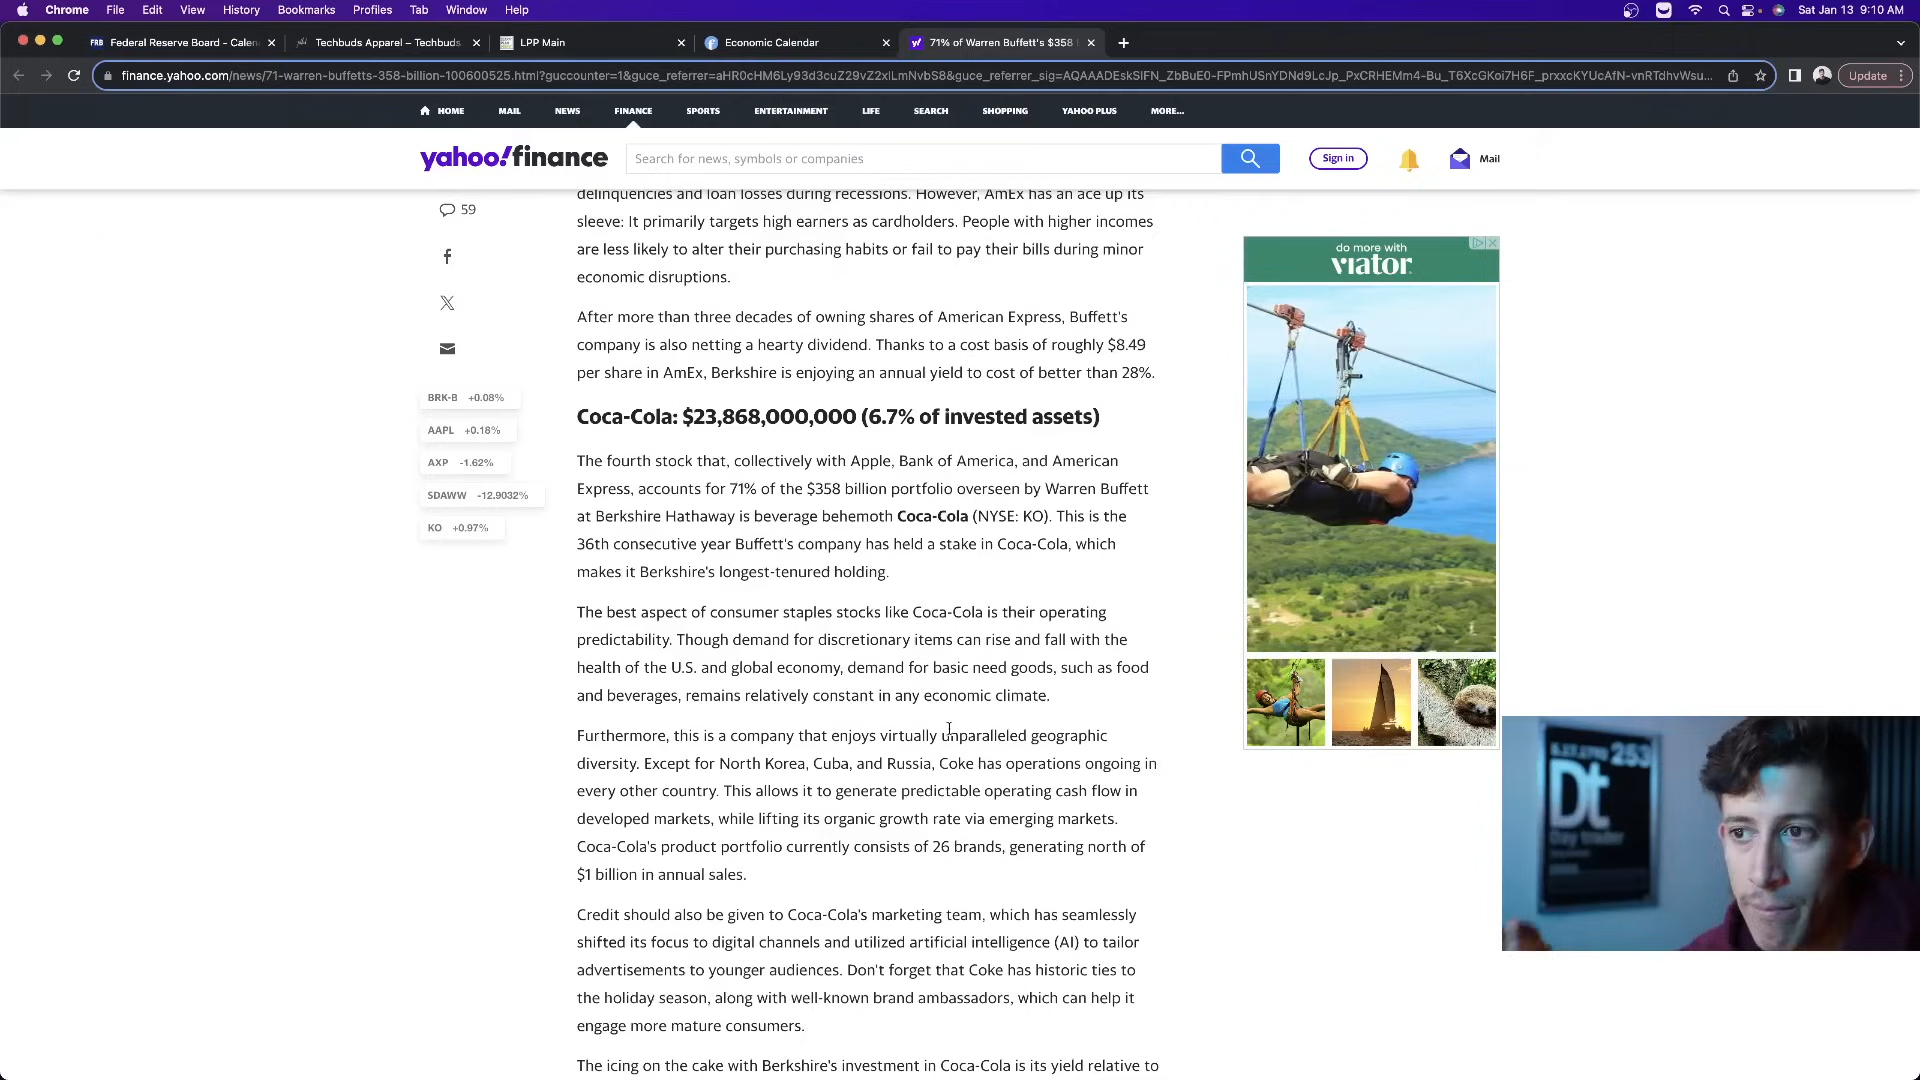 Chrome File Edit View History Bookmarks Profiles Tab Window Help Sat Jan 13 9:10 AM
FRB Federal Reserve Board - Calen Techbuds Apparel – Techbuds LPP Main Economic Calendar 71% of Warren Buffett's $358
finance.yahoo.com/news/71-warren-buffetts-358-billion-100600525.html?guccounter=1&guce_referrer=aHR0cHM6Ly93d3cuZ29vZ2xlLmNvbS8&guce_referrer_sig=AQAAADEskSlFN_ZbBuE0-FPmhUSnYDNd9LcJp_PxCRHEMm4-Bu_T6XcGKoi7H6F_prxxcKYUcAfN-vnRTdhvWsu... Update
HOME MAIL NEWS FINANCE SPORTS ENTERTAINMENT LIFE SEARCH SHOPPING YAHOO PLUS MORE...
yahoo!finance Search for news, symbols or companies Sign in Mail
delinquencies and loan losses during recessions. However, AmEx has an ace up its
sleeve: It primarily targets high earners as cardholders. People with higher incomes
are less likely to alter their purchasing habits or fail to pay their bills during minor
economic disruptions.
After more than three decades of owning shares of American Express, Buffett's
company is also netting a hearty dividend. Thanks to a cost basis of roughly $8.49
per share in AmEx, Berkshire is enjoying an annual yield to cost of better than 28%.
Coca-Cola: $23,868,000,000 (6.7% of invested assets)
The fourth stock that, collectively with Apple, Bank of America, and American
Express, accounts for 71% of the $358 billion portfolio overseen by Warren Buffett
at Berkshire Hathaway is beverage behemoth Coca-Cola (NYSE: KO). This is the
36th consecutive year Buffett's company has held a stake in Coca-Cola, which
makes it Berkshire's longest-tenured holding.
The best aspect of consumer staples stocks like Coca-Cola is their operating
predictability. Though demand for discretionary items can rise and fall with the
health of the U.S. and global economy, demand for basic need goods, such as food
and beverages, remains relatively constant in any economic climate.
Furthermore, this is a company that enjoys virtually unparalleled geographic
diversity. Except for North Korea, Cuba, and Russia, Coke has operations ongoing in
every other country. This allows it to generate predictable operating cash flow in
developed markets, while lifting its organic growth rate via emerging markets.
Coca-Cola's product portfolio currently consists of 26 brands, generating north of
$1 billion in annual sales.
Credit should also be given to Coca-Cola's marketing team, which has seamlessly
shifted its focus to digital channels and utilized artificial intelligence (AI) to tailor
advertisements to younger audiences. Don't forget that Coke has historic ties to
the holiday season, along with well-known brand ambassadors, which can help it
engage more mature consumers.
The icing on the cake with Berkshire's investment in Coca-Cola is its yield relative to
59
BRK-B +0.08%
AAPL +0.18%
AXP -1.62%
SDAWW -12.9032%
KO +0.97%
do more with
viator
253
Dt
Day trader